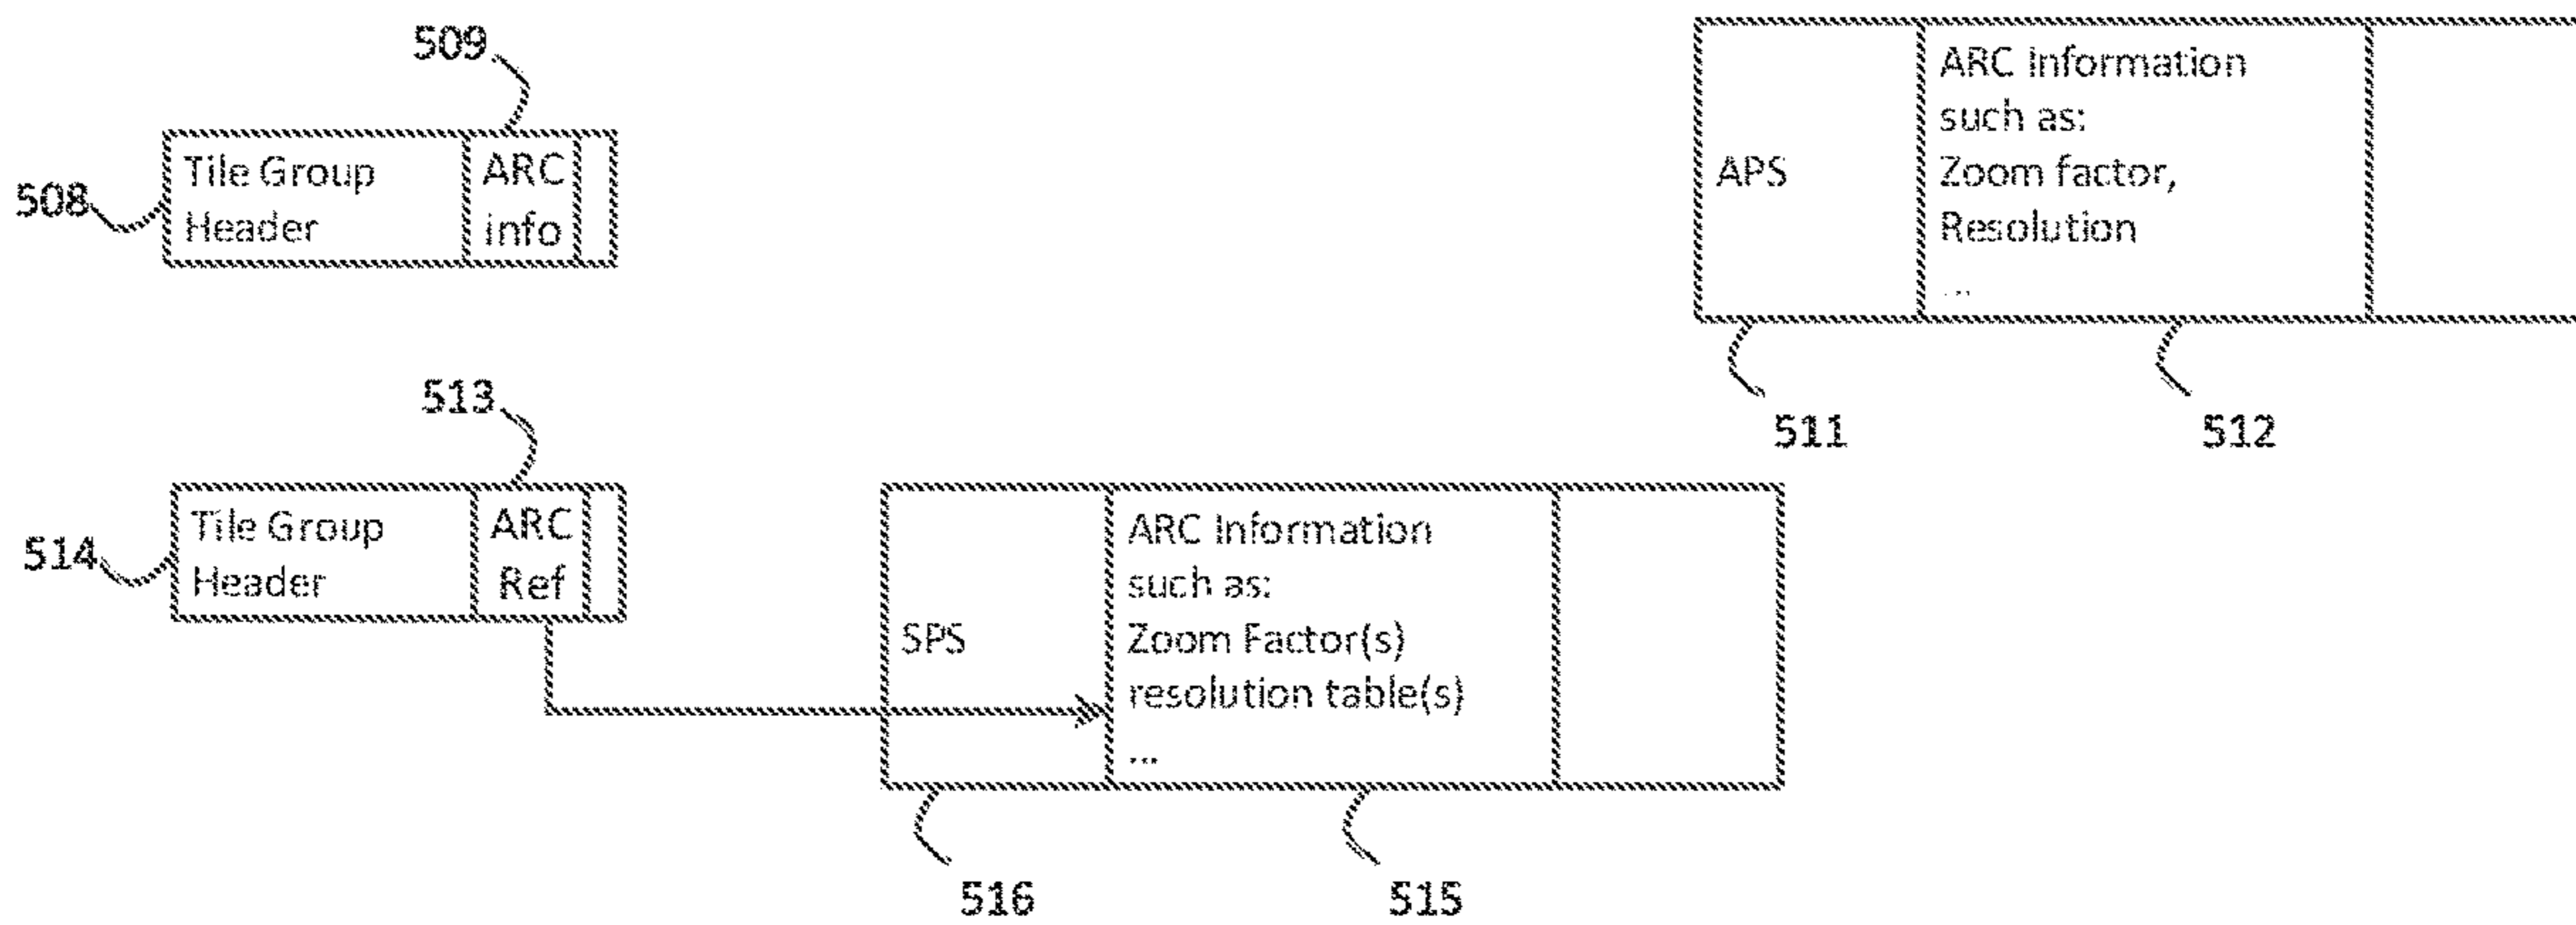 509
508
Tile Group
Header
ARC
info
APS
ARC Information
such as:
Zoom factor,
Resolution
...
511
512
513
514
Tile Group
Header
ARC
Ref
SPS
ARC Information
such as:
Zoom Factor(s)
resolution table(s)
...
516
515